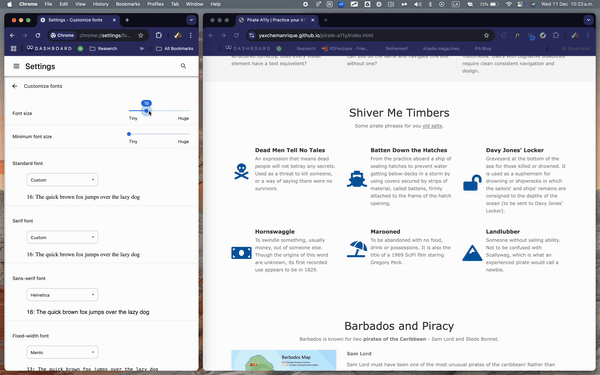 Chrome File Edit View History Bookmarks Profiles Tab Window Help
Wed 11 Dec 10:23 a.m.
Settings - Customize fonts
Chrome chrome://settings/fo...
DASHBOARD Research All Bookmarks
Settings
Customize fonts
Font size
16
Tiny Huge
Minimum font size
Tiny Huge
Standard font
Custom
16: The quick brown fox jumps over the lazy dog
Serif font
Custom
16: The quick brown fox jumps over the lazy dog
Sans-serif font
Helvetica
16: The quick brown fox jumps over the lazy dog
Fixed-width font
Menlo
13: The quick brown fox jumps over the lazy dog
Pirate A11y | Practise your A
yaxchemanrique.github.io/pirate-a11y/index.html
DASHBOARD Research PDFescape - Free... Retirement Acadia magazines IPA Blog All Bookmarks
element have a text equivalent?
without one?
require clean consistent navigation and
design.
Shiver Me Timbers
Some pirate phrases for you old salts.
Dead Men Tell No Tales
An expression that means dead
people will not betray any secrets.
Used as a threat to kill someone,
or a way of saying there were no
survivors.
Batten Down the Hatches
From the practice aboard a ship of
sealing hatches to prevent water
getting below-decks in a storm by
using covers secured by strips of
material, called battens, firmly
attached to the frame of the hatch
opening.
Davy Jones' Locker
Graveyard at the bottom of the
sea for those killed or drowned. It
is used as a euphemism for
drowning or shipwrecks in which
the sailors' and ships' remains are
consigned to the depths of the
ocean (to be sent to Davy Jones'
Locker).
Hornswaggle
To swindle something, usually
money, out of someone else.
Though the origins of this word
are unknown, its first recorded
use appears to be in 1829.
Marooned
To be abandoned with no food,
drink or possessions. It is also the
title of a 1969 SciFi film staring
Gregory Peck.
Landlubber
Someone without sailing ability.
Not to be confused with
Scallywag, which is what an
experienced pirate would call a
newbie.
Barbados and Piracy
Barbados is known for two pirates of the Caribbean - Sam Lord and Stede Bonnet.
Barbados Map
Sam Lord
Sam Lord must have been one of the most unusual pirates of the caribbean! Rather than